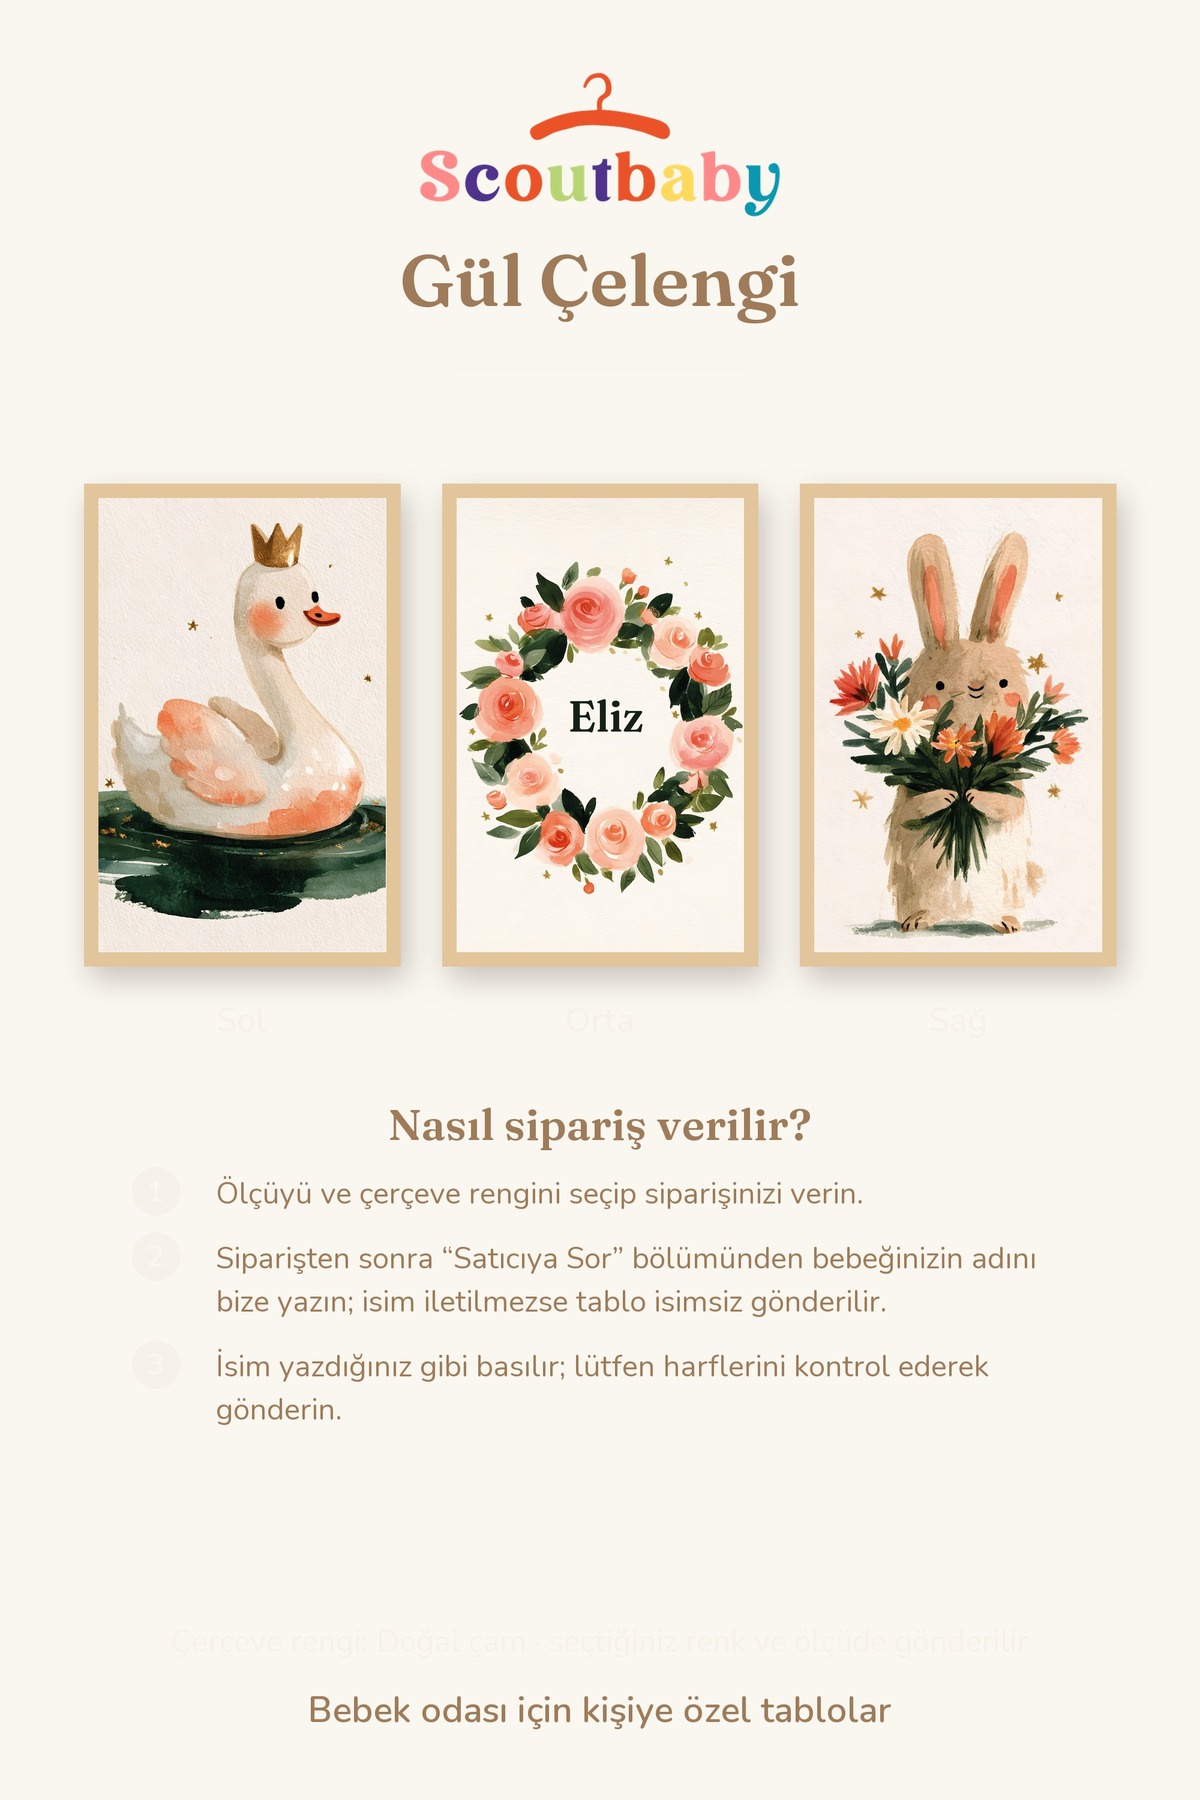 Scoutbaby
Gül Çelengi
Eliz
Sol Orta Sağ
Nasıl sipariş verilir?
1 Ölçüyü ve çerçeve rengini seçip siparişinizi verin.
2 Siparişten sonra “Satıcıya Sor” bölümünden bebeğinizin adını
bize yazın; isim iletilmezse tablo isimsiz gönderilir.
3 İsim yazdığınız gibi basılır; lütfen harflerini kontrol ederek
gönderin.
Çerçeve rengi: Doğal çam · seçtiğiniz renk ve ölçüde gönderilir
Bebek odası için kişiye özel tablolar